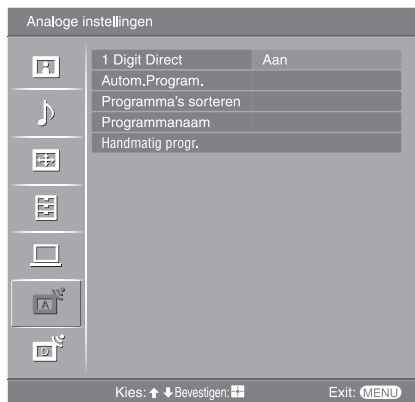 Analoge instellingen
1 Digit Direct Aan
Autom.Program.
Programma's sorteren
Programmanaam
Handmatig progr.
A
D
Kies: Bevestigen: Exit: MENU